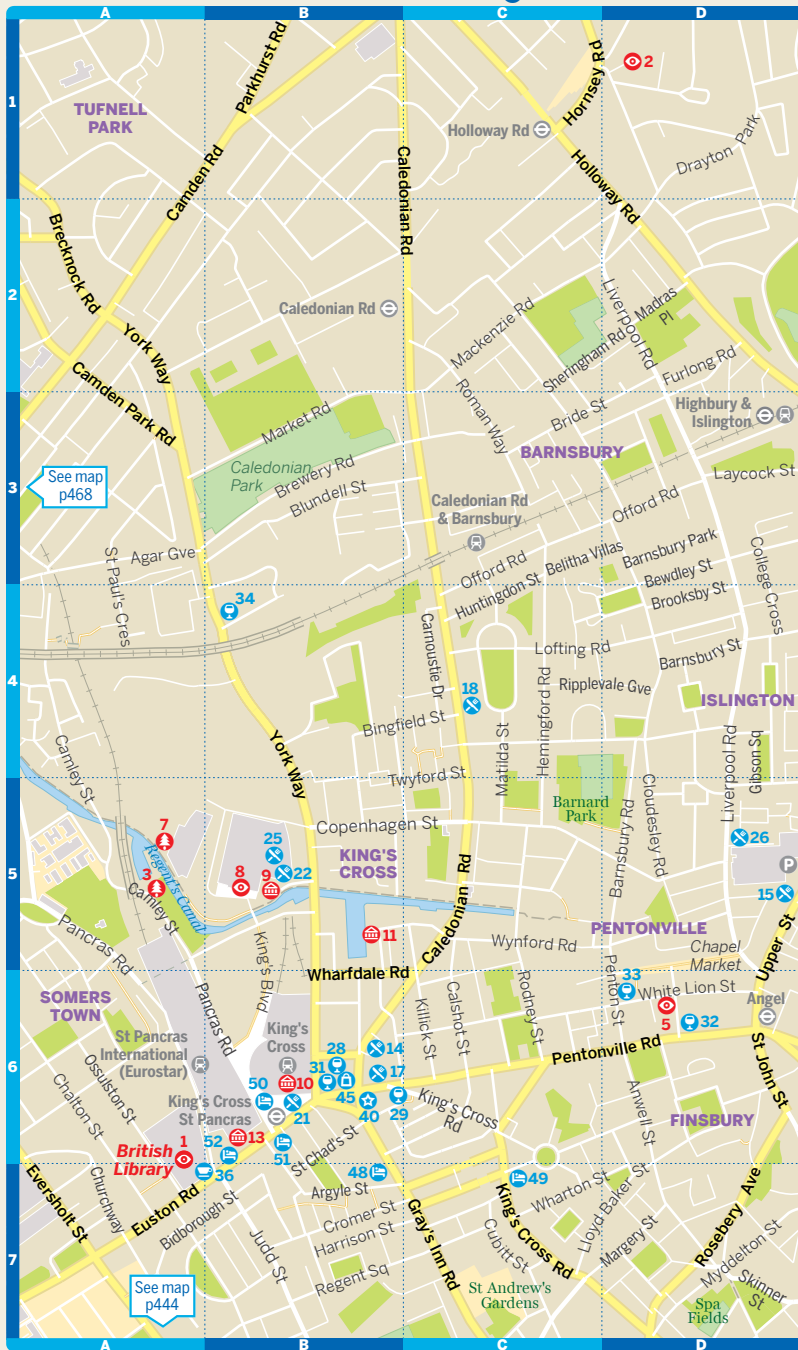 A B C D
1
2
3
4
5
6
7
Parkhurst Rd
Hornsey Rd
2
TUFNELL
PARK
Holloway Rd
Drayton Park
Camden Rd
Caledonian Rd
Holloway Rd
Brecknock Rd
Caledonian Rd
York Way
Mackenzie Rd
Liverpool Rd
Madras
Pl
Sheringham Rd
Furlong Rd
Camden Park Rd
Market Rd
Roman Way
Bride St
Highbury &
Islington
BARNSBURY
See map
p468
Caledonian
Park
Brewery Rd
Blundell St
Laycock St
Caledonian Rd
& Barnsbury
Offord Rd
Agar Gve
St Paul's Cres
Offord Rd
Belitha Villas
Barnsbury Park
College Cross
Huntingdon St
Bewdley St
Brooksby St
34
Carnoustie Dr
Lofting Rd
Barnsbury St
18
Ripplevale Gve
ISLINGTON
Bingfield St
Hemingford Rd
Matilda St
York Way
Liverpool Rd
Gibson Sq
Camley St
Twyford St
Barnard
Park
Cloudesley Rd
Barnsbury Rd
Copenhagen St
7
25
KING'S
CROSS
26
P
3
Regent's Canal
8
9
22
15
Camley St
Caledonian Rd
11
Wynford Rd
PENTONVILLE
Pancras Rd
King's Blvd
Chapel
Market
Upper St
Wharfdale Rd
33
Penton St
White Lion St
SOMERS
TOWN
Pancras Rd
Killick St
Calshot St
Rodney St
5
32
Angel
St Pancras
International
(Eurostar)
King's
Cross
28
14
Pentonville Rd
St John St
Ossulston St
31
17
Chalton St
50
10
King's Cross
St Pancras
21
45
40
29
King's Cross
Rd
Amwell St
FINSBURY
British
Library
1
13
52
51
St Chad's St
36
48
49
Eversholt St
Churchway
Euston Rd
Argyle St
Wharton St
Lloyd Baker St
Rosebery Ave
Bidborough St
Cromer St
Gray's Inn Rd
King's Cross Rd
Margery St
Judd St
Harrison St
Cubitt St
Myddelton St
Regent Sq
St Andrew's
Gardens
Skinner
St
Spa
Fields
See map
p444